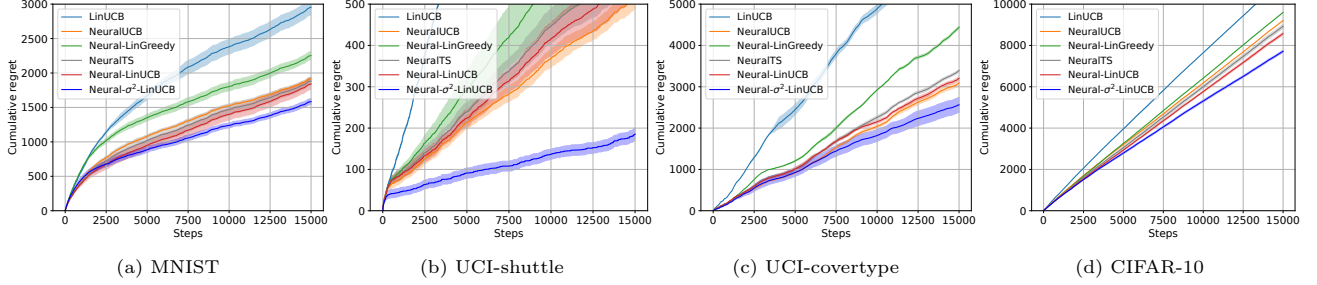 3000
2500
2000
1500
1000
500
0
Cumulative regret
LinUCB
NeuralUCB
Neural-LinGreedy
NeuralTS
Neural-LinUCB
Neural-σ²-LinUCB
0 2500 5000 7500 10000 12500 15000
Steps
(a) MNIST
500
400
300
200
100
0
Cumulative regret
LinUCB
NeuralUCB
Neural-LinGreedy
NeuralTS
Neural-LinUCB
Neural-σ²-LinUCB
0 2500 5000 7500 10000 12500 15000
Steps
(b) UCI-shuttle
5000
4000
3000
2000
1000
0
Cumulative regret
LinUCB
NeuralUCB
Neural-LinGreedy
NeuralTS
Neural-LinUCB
Neural-σ²-LinUCB
0 2500 5000 7500 10000 12500 15000
Steps
(c) UCI-covertype
10000
8000
6000
4000
2000
0
Cumulative regret
LinUCB
NeuralUCB
Neural-LinGreedy
NeuralTS
Neural-LinUCB
Neural-σ²-LinUCB
0 2500 5000 7500 10000 12500 15000
Steps
(d) CIFAR-10